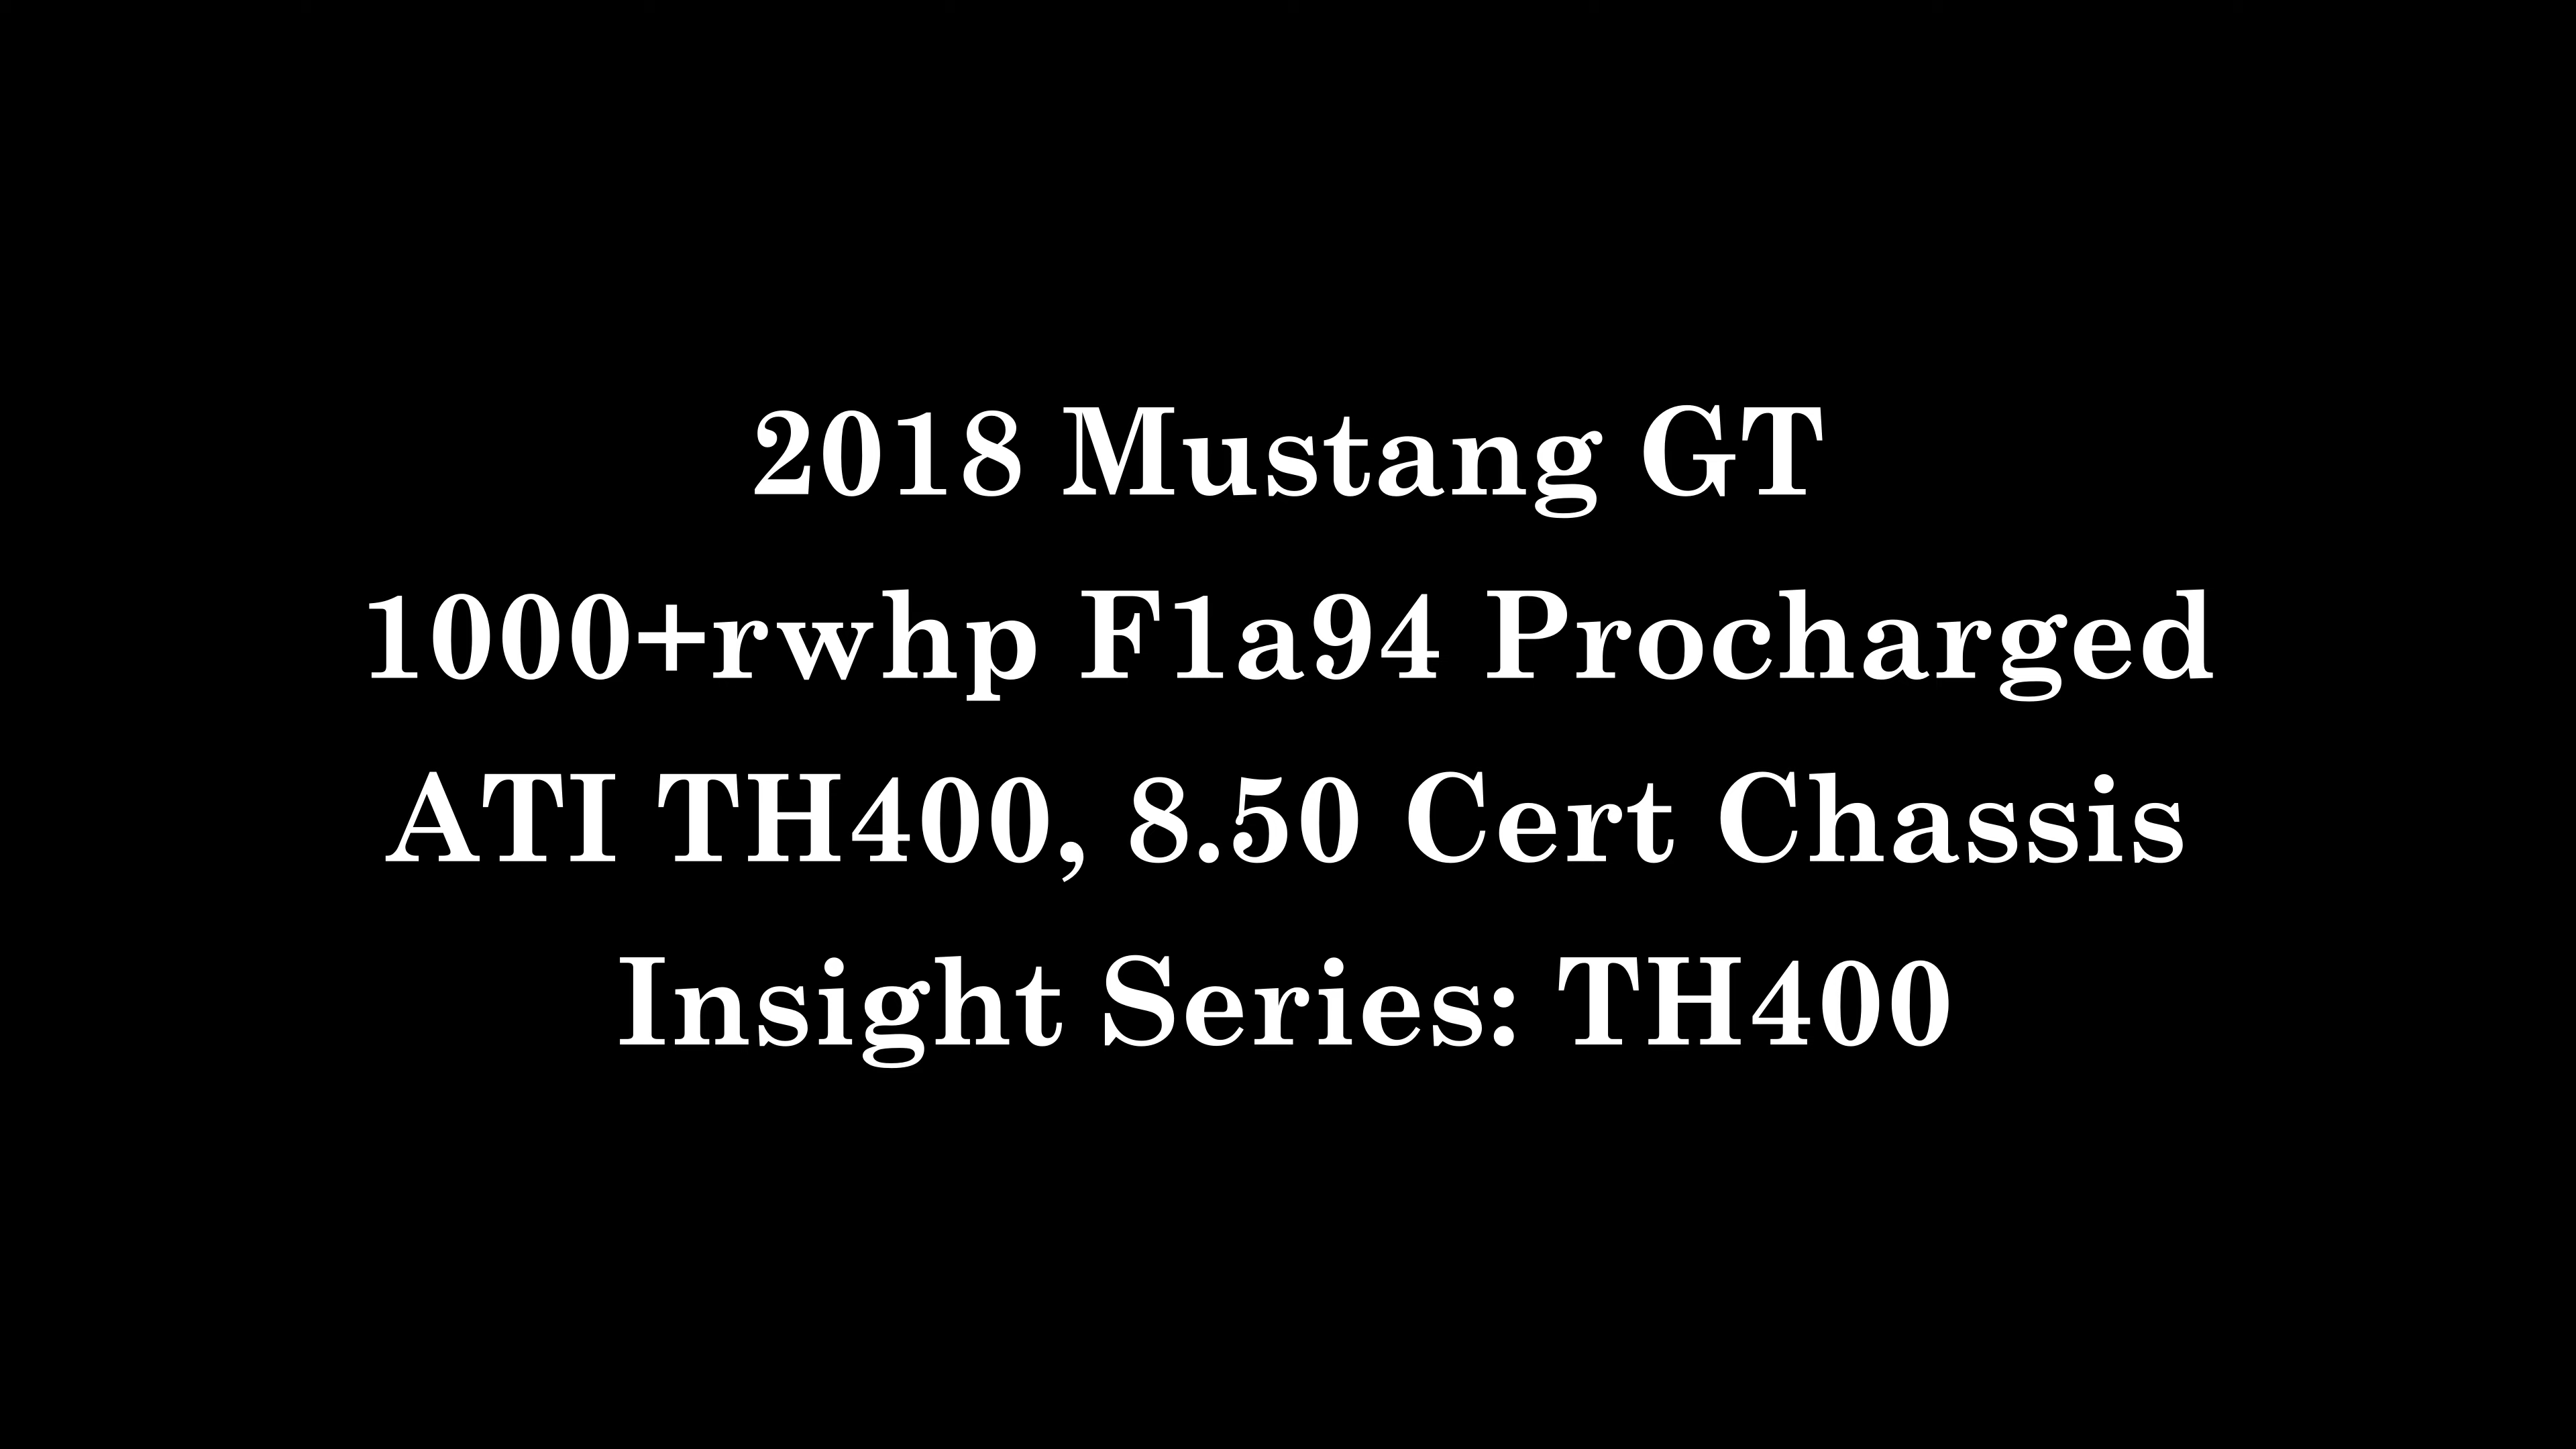 2018 Mustang GT
1000+rwhp F1a94 Procharged
ATI TH400, 8.50 Cert Chassis
Insight Series: TH400